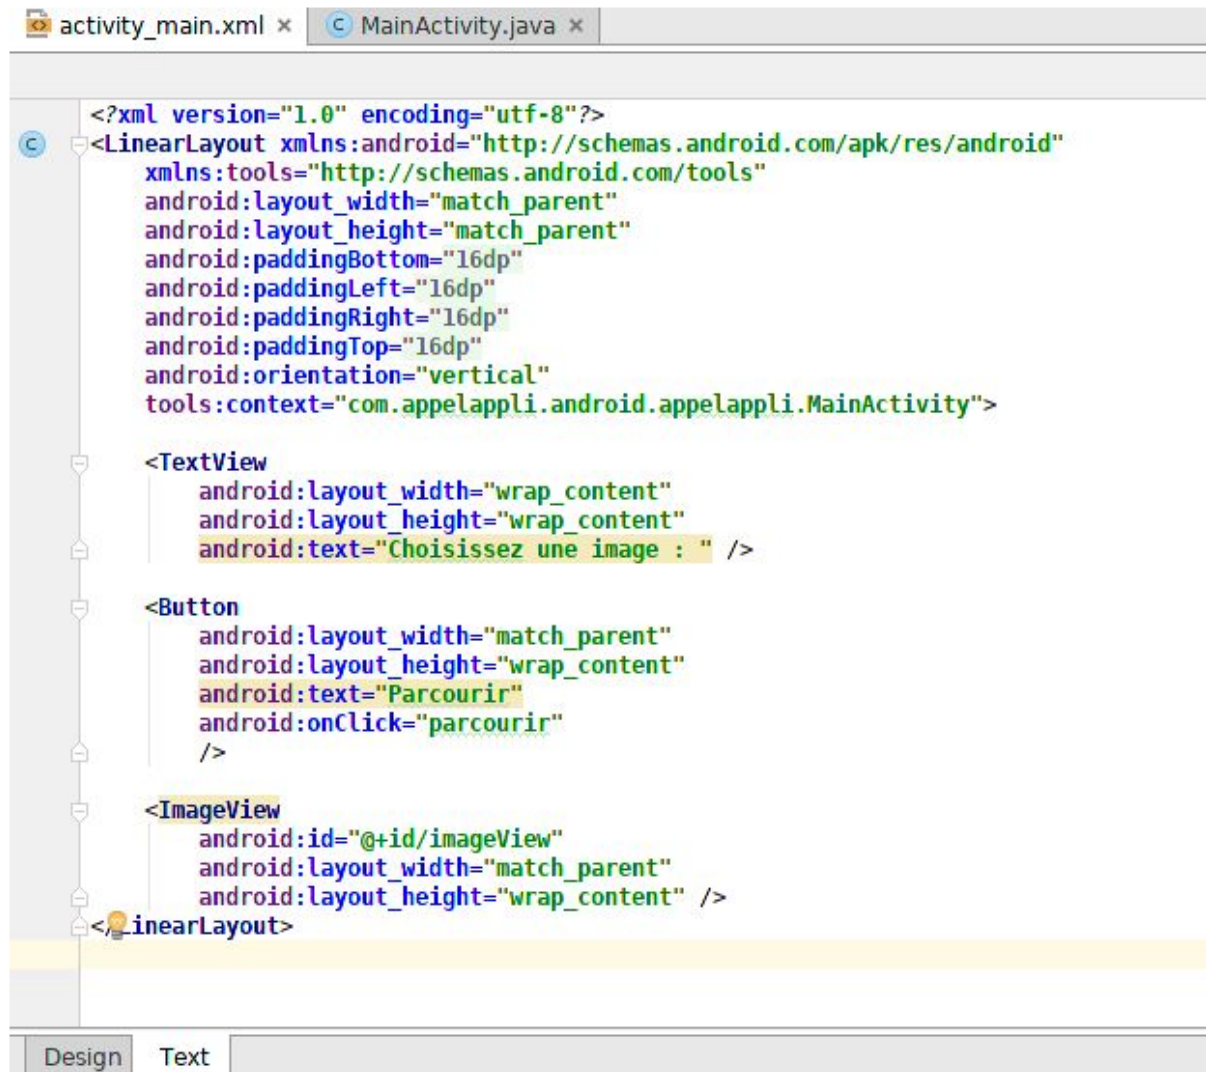 activity_main.xml × C MainActivity.java ×
<?xml version="1.0" encoding="utf-8"?>
C <LinearLayout xmlns:android="http://schemas.android.com/apk/res/android"
xmlns:tools="http://schemas.android.com/tools"
android:layout_width="match_parent"
android:layout_height="match_parent"
android:paddingBottom="16dp"
android:paddingLeft="16dp"
android:paddingRight="16dp"
android:paddingTop="16dp"
android:orientation="vertical"
tools:context="com.appelappli.android.appelappli.MainActivity">
<TextView
android:layout_width="wrap_content"
android:layout_height="wrap_content"
android:text="Choisissez une image : " />
<Button
android:layout_width="match_parent"
android:layout_height="wrap_content"
android:text="Parcourir"
android:onClick="parcourir"
/>
<ImageView
android:id="@+id/imageView"
android:layout_width="match_parent"
android:layout_height="wrap_content" />
</LinearLayout>
Design Text